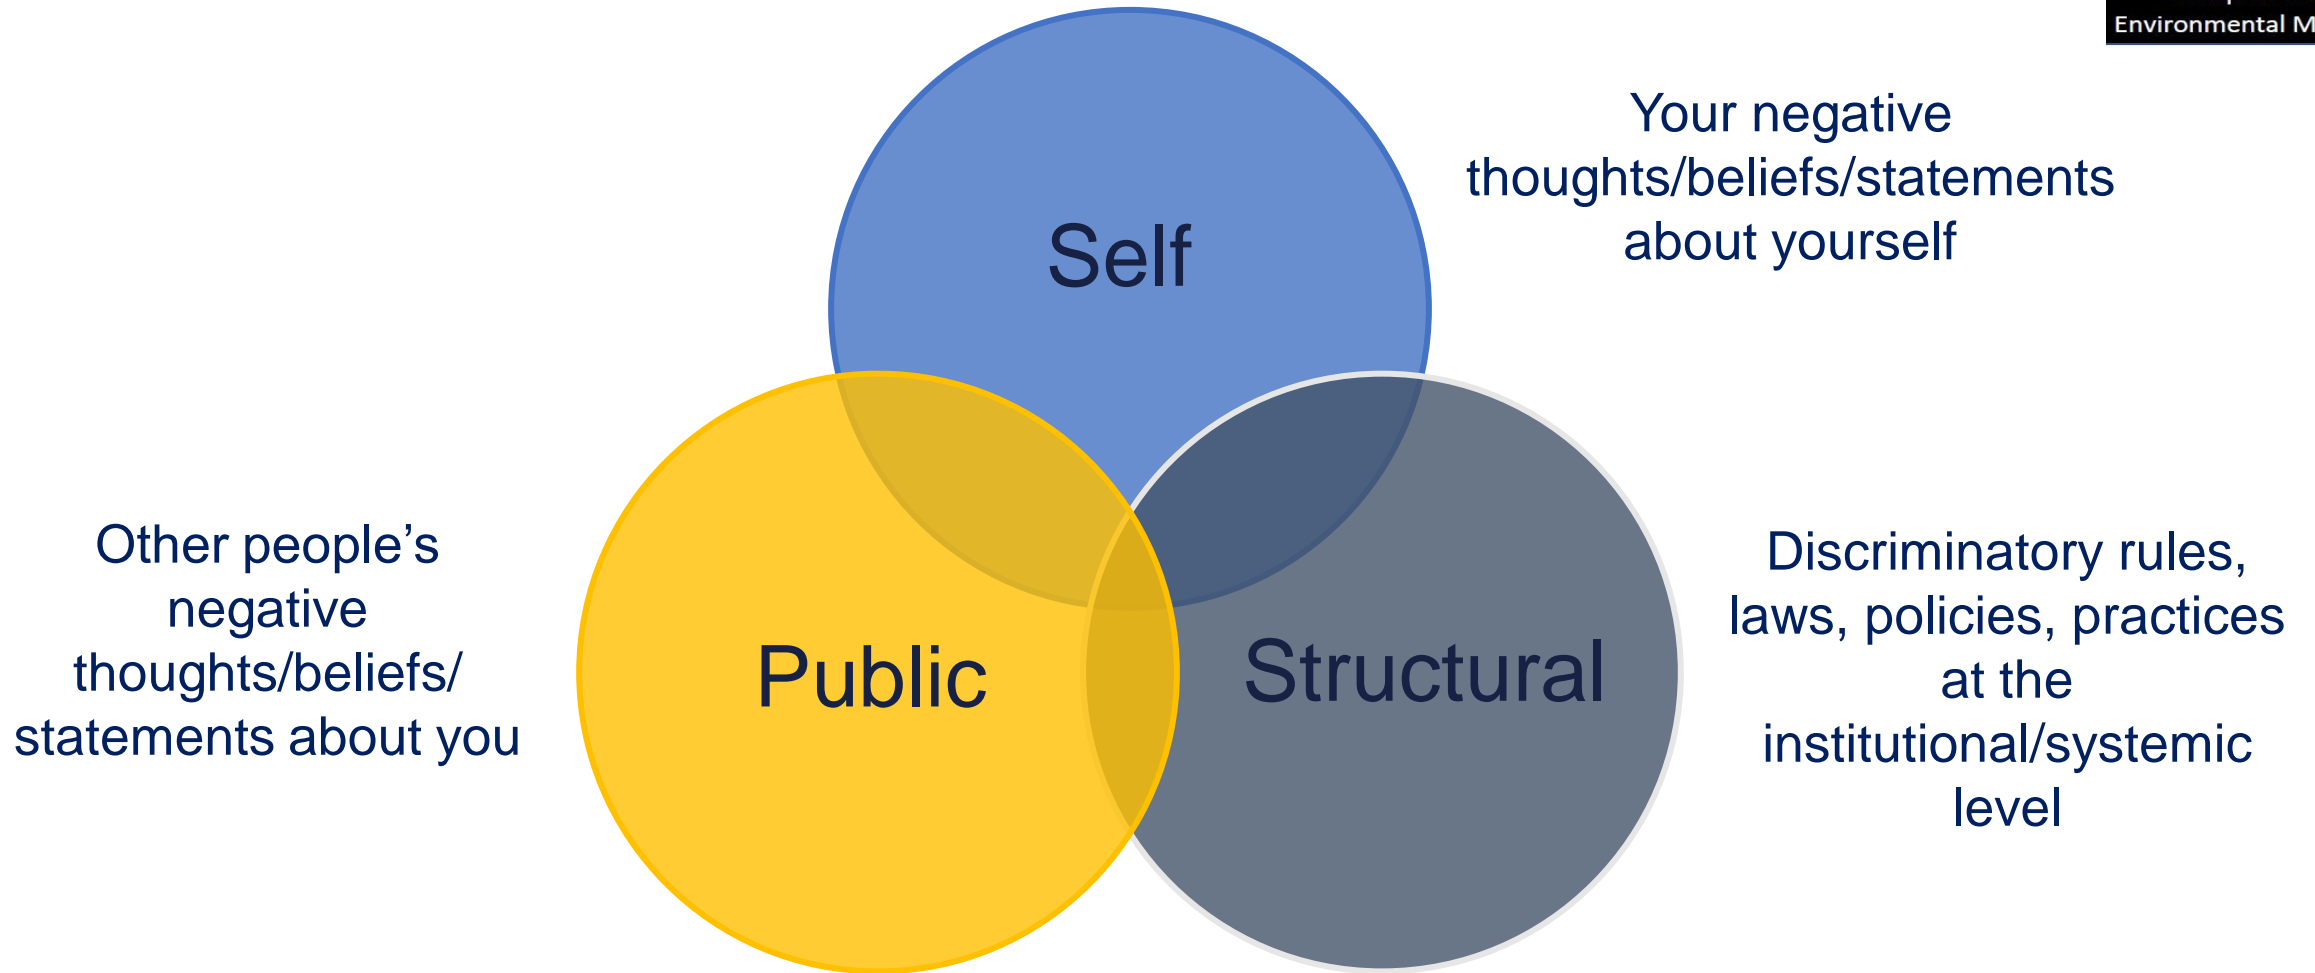 Environmental M
Your negative
thoughts/beliefs/statements
about yourself
Self
Other people’s
negative
thoughts/beliefs/
statements about you
Public
Structural
Discriminatory rules,
laws, policies, practices
at the
institutional/systemic
level